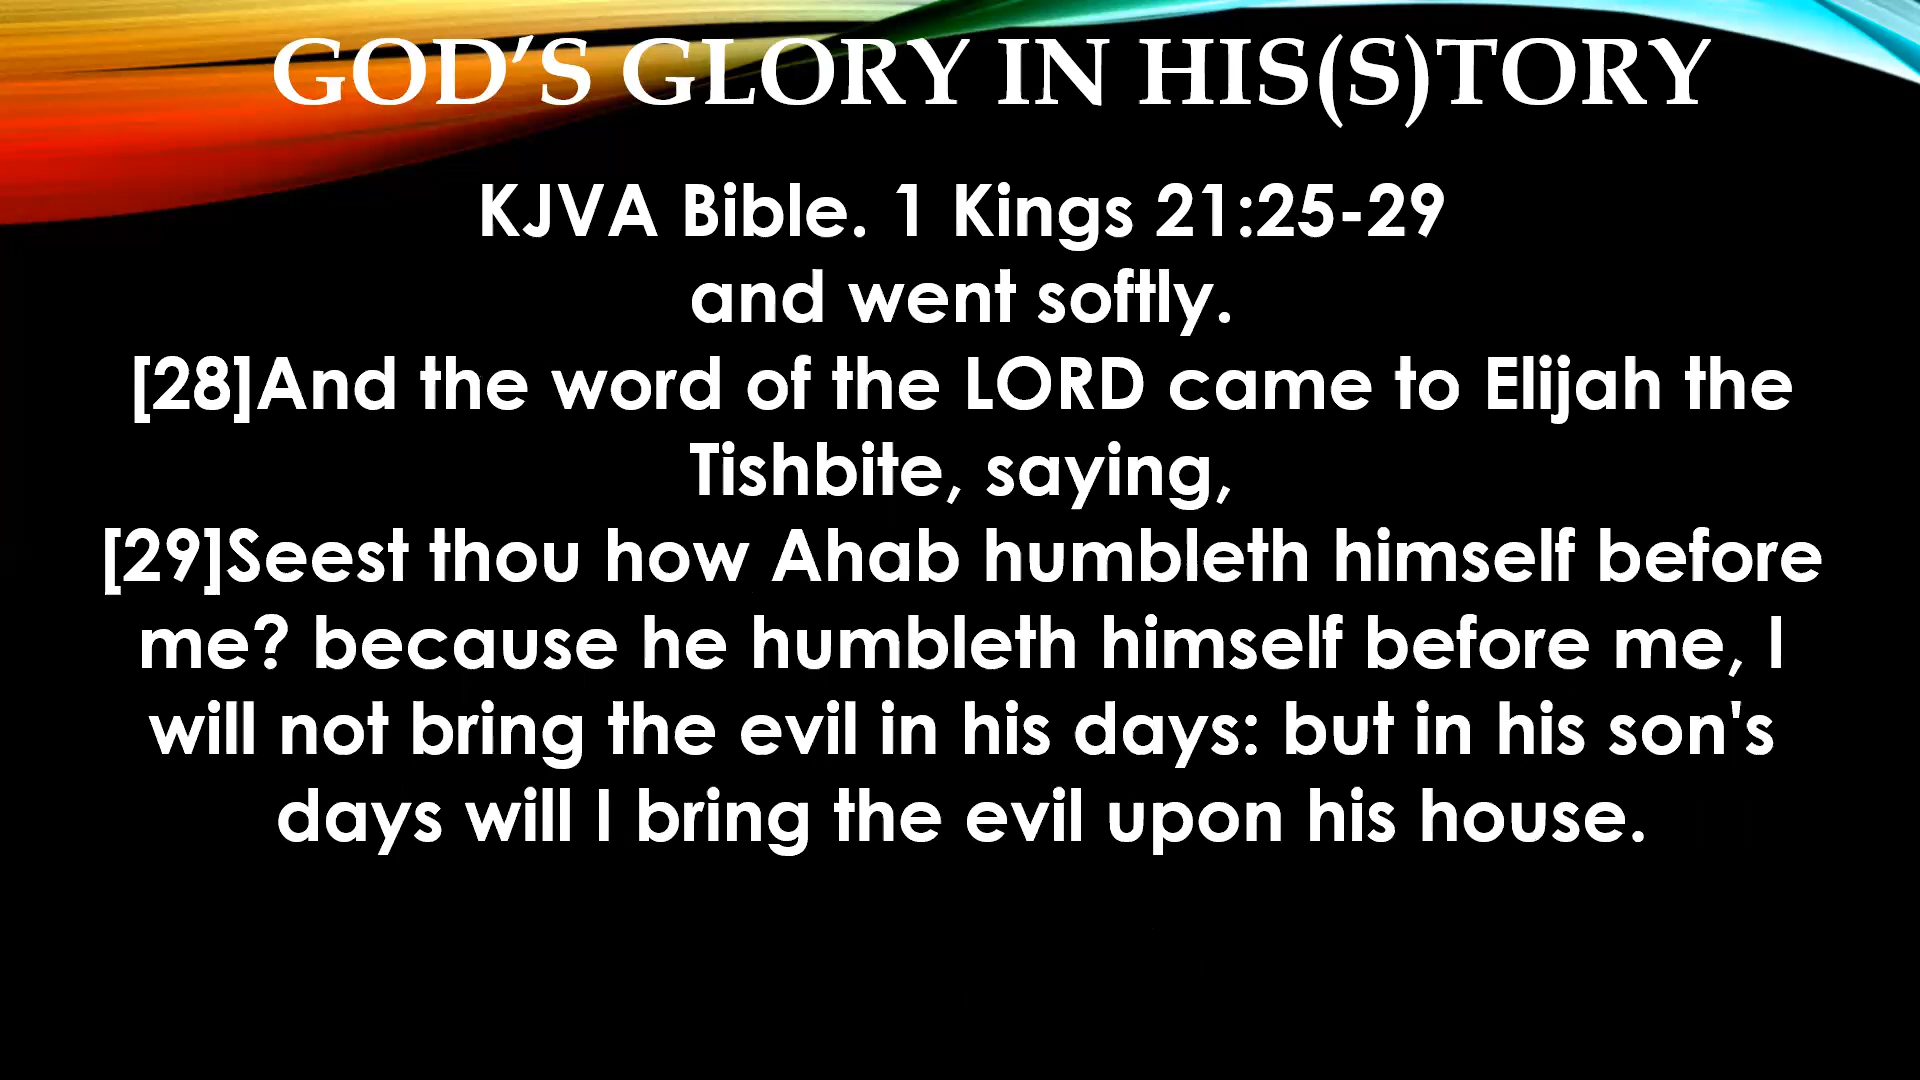 GOD’S GLORY IN HIS(S)TORY
KJVA Bible. 1 Kings 21:25-29
and went softly.
[28]And the word of the LORD came to Elijah the
Tishbite, saying,
[29]Seest thou how Ahab humbleth himself before
me? because he humbleth himself before me, I
will not bring the evil in his days: but in his son's
days will I bring the evil upon his house.